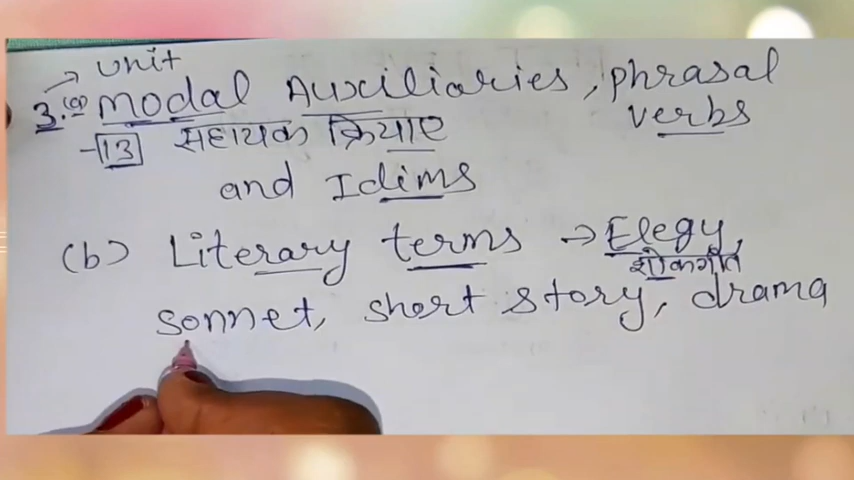 → unit
3.(a) Modal Auxiliaries, phrasal
verbs
-13 सहायक क्रियाए
and Idims
(b) Literary terms → Elegy,
शोकगीत
sonnet, short story, drama